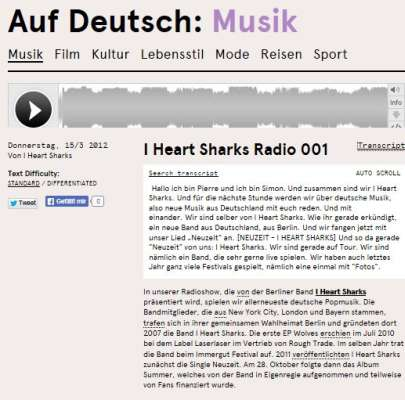 Auf Deutsch: Musik
Musik Film Kultur Lebensstil Mode Reisen Sport
Info
Donnerstag, 15/3 2012
Von I Heart Sharks
Text Difficulty:
STANDARD / DIFFERENTIATED
Tweet Gefällt mir 0
I Heart Sharks Radio 001
Transcript
Search transcript AUTO SCROLL
Hallo ich bin Pierre und ich bin Simon. Und zusammen sind wir I Heart
Sharks. Und für die nächste Stunde werden wir über deutsche Musik,
also neue Musik aus Deutschland mit euch reden. Und mit
einander. Wir sind selber von I Heart Sharks. Wie ihr gerade erkündigt,
ein neue Band aus Deutschland, aus Berlin. Und wir fangen jetzt mit
unser Lied „Neuzeit" an. [NEUZEIT - I HEART SHARKS] Und so da gerade
"Neuzeit" von uns: I Heart Sharks. Wir sind gerade auf Tour. Wir sind
nämlich ein Band, die sehr gerne live spielen. Wir haben auch letztes
Jahr ganz viele Festivals gespielt, nämlich eine einmal mit "Fotos".
In unserer Radioshow, die von der Berliner Band I Heart Sharks
präsentiert wird, spielen wir allerneueste deutsche Popmusik. Die
Bandmitglieder, die aus New York City, London und Bayern stammen,
trafen sich in ihrer gemeinsamen Wahlheimat Berlin und gründeten dort
2007 die Band I Heart Sharks. Die erste EP Wolves erschien im Juli 2010
bei dem Label Laserlaser im Vertrieb von Rough Trade. Im selben Jahr trat
die Band beim Immergut Festival auf. 2011 veröffentlichten I Heart Sharks
zunächst die Single Neuzeit. Am 28. Oktober folgte dann das Album
Summer, welches von der Band in Eigenregie aufgenommen und teilweise
von Fans finanziert wurde.